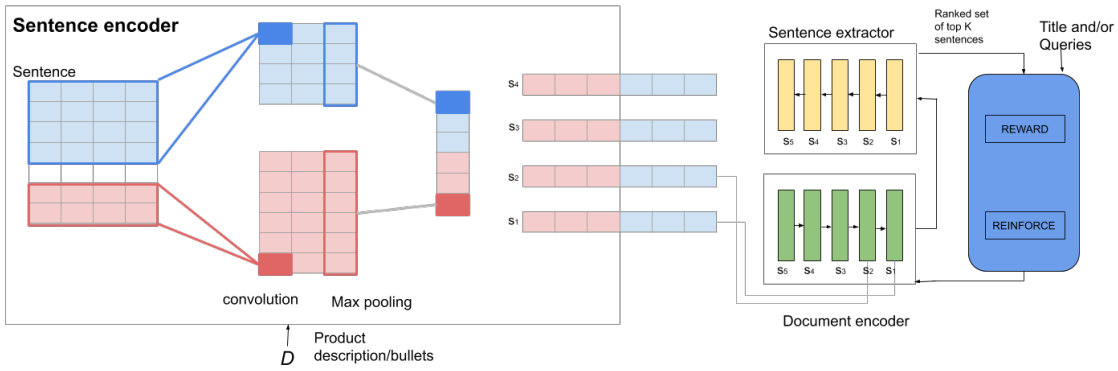 Sentence encoder
Sentence
convolution
Max pooling
D
Product
description/bullets
S4
S3
S2
S1
Sentence extractor
S5 S4 S3 S2 S1
S5 S4 S3 S2 S1
Document encoder
Ranked set
of top K
sentences
Title and/or
Queries
REWARD
REINFORCE